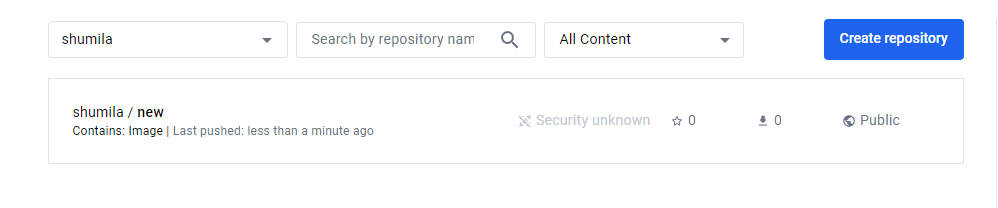 shumila
Search by repository nam
All Content
Create repository
shumila / new
Contains: Image | Last pushed: less than a minute ago
Security unknown
0
0
Public